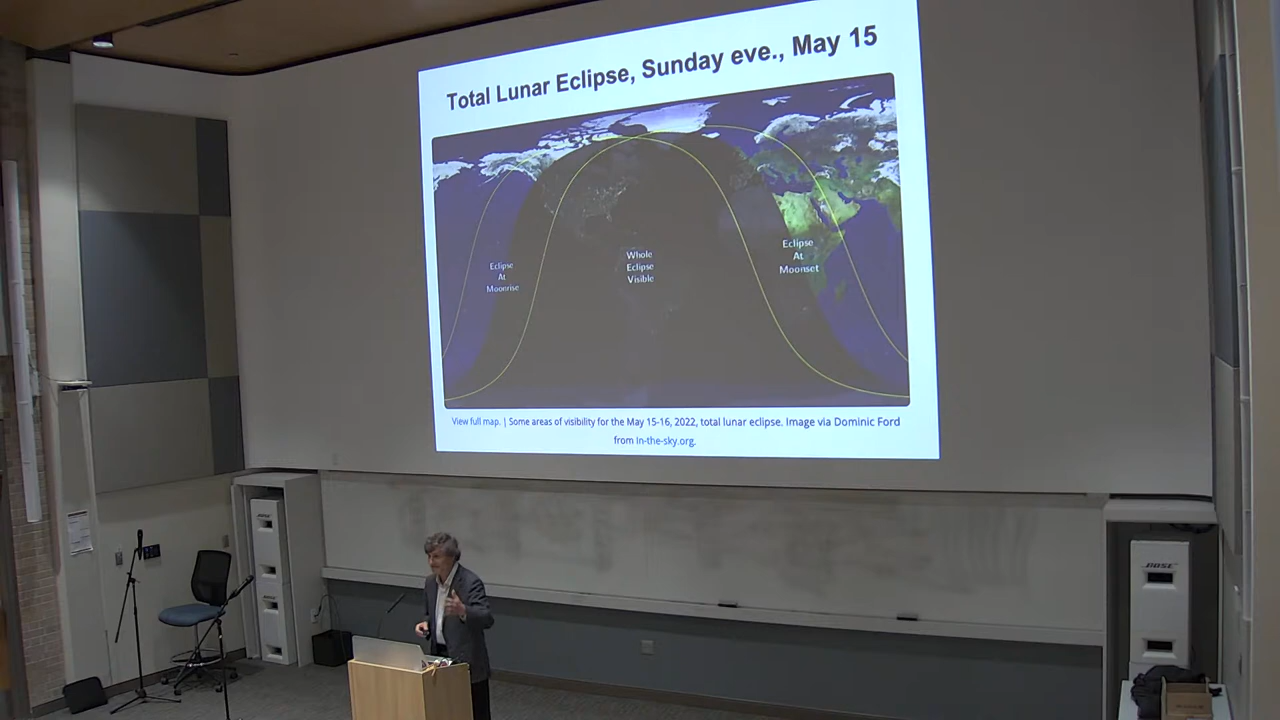 Total Lunar Eclipse, Sunday eve., May 15
Eclipse
At
Moonrise
Whole
Eclipse
Visible
Eclipse
At
Moonset
View full map. | Some areas of visibility for the May 15-16, 2022, total lunar eclipse. Image via Dominic Ford
from In-the-sky.org.
BOSE
BOSE